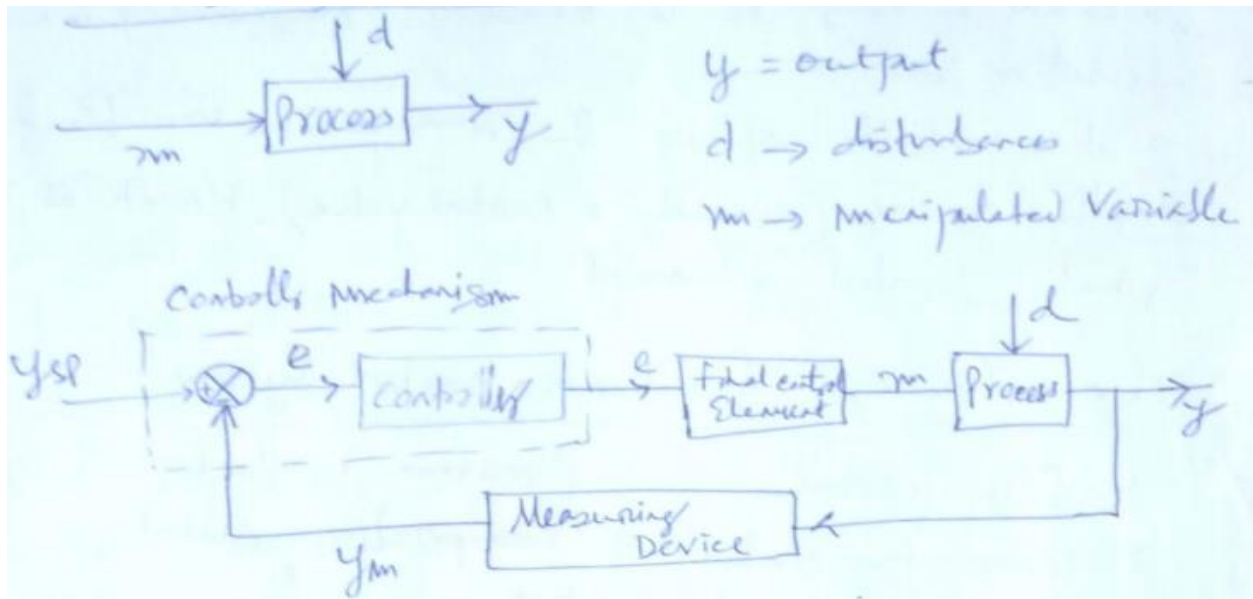 d
Process
m
y
y = output
d → disturbances
m → manipulated Variable
Controller mechanism
ysp
e
Controller
c
Final control
Element
m
Process
d
y
Measuring
Device
ym